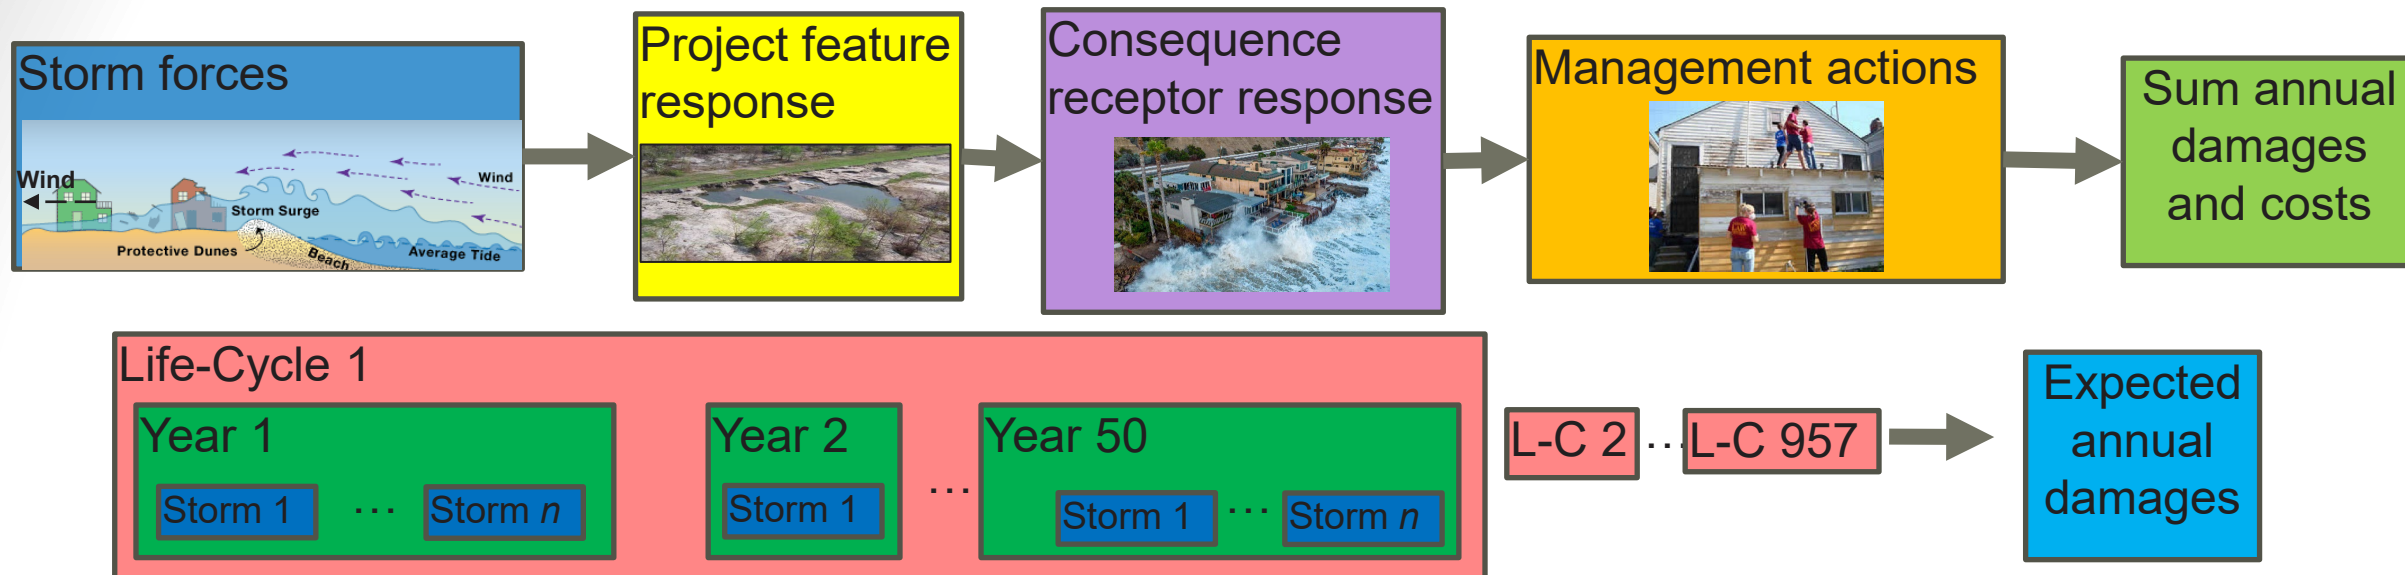 Storm forces
Wind
Wind
Storm Surge
Protective Dunes
Beach
Average Tide
Project feature
response
Consequence
receptor response
Management actions
Sum annual
damages
and costs
Life-Cycle 1
Year 1
Storm 1
...
Storm n
Year 2
Storm 1
...
Year 50
Storm 1
...
Storm n
L-C 2
...
L-C 957
Expected
annual
damages